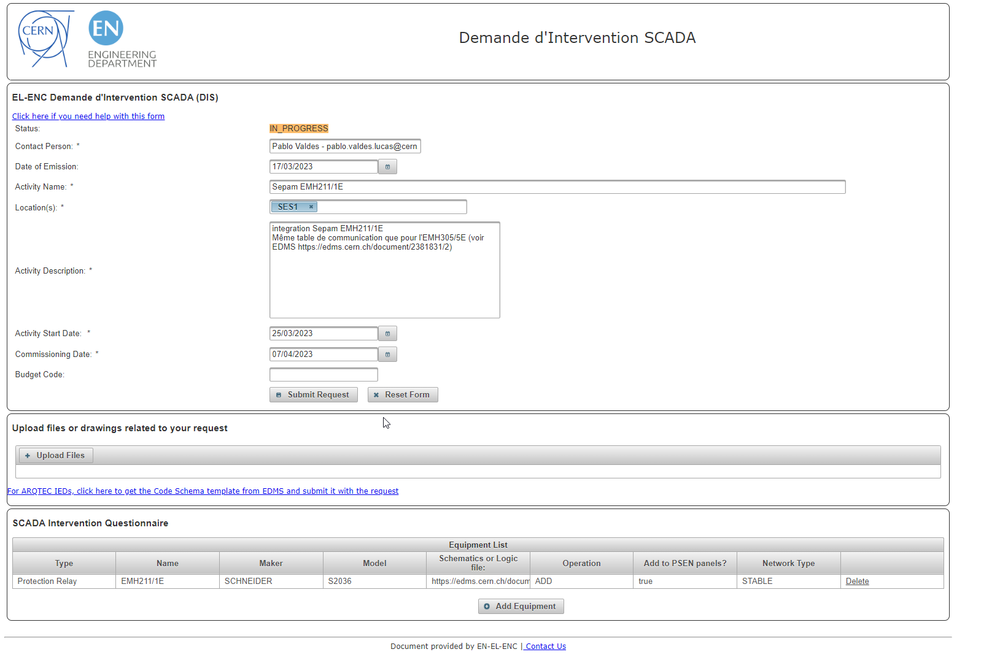 CERN
EN
ENGINEERING
DEPARTMENT
Demande d'Intervention SCADA
EL-ENC Demande d'Intervention SCADA (DIS)
Click here if you need help with this form
Status: IN_PROGRESS
Contact Person: * Pablo Valdes - pablo.valdes.lucas@cern
Date of Emission: 17/03/2023
Activity Name: * Sepam EMH211/1E
Location(s): * SES1
integration Sepam EMH211/1E
Même table de communication que pour l'EMH305/5E (voir
EDMS https://edms.cern.ch/document/2381831/2)
Activity Description: *
Activity Start Date: * 25/03/2023
Commissioning Date: * 07/04/2023
Budget Code:
Submit Request Reset Form
Upload files or drawings related to your request
Upload Files
For ARQTEC IEDs, click here to get the Code Schema template from EDMS and submit it with the request
SCADA Intervention Questionnaire
Equipment List
Type Name Maker Model Schematics or Logic file: Operation Add to PSEN panels? Network Type
Protection Relay EMH211/1E SCHNEIDER S2036 https://edms.cern.ch/docum ADD true STABLE Delete
Add Equipment
Document provided by EN-EL-ENC | Contact Us